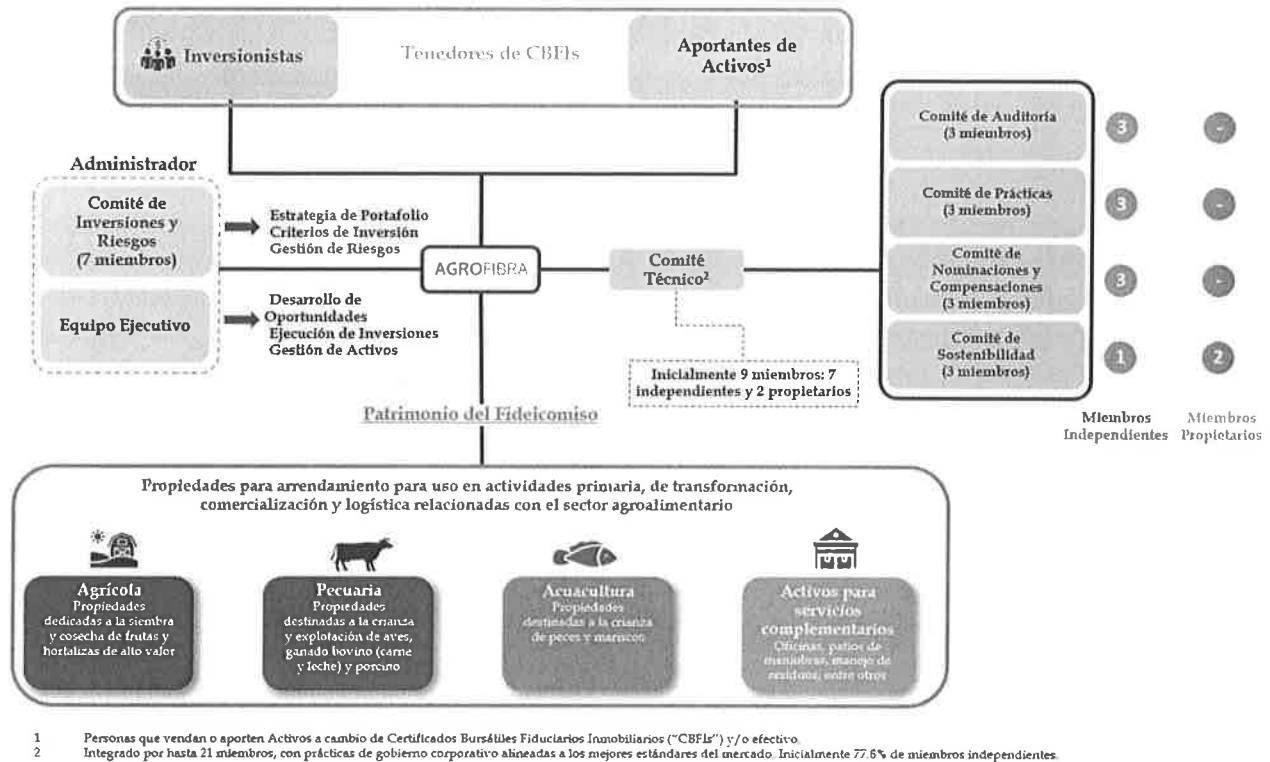 Inversionistas
Tenedores de CBFIs
Aportantes de
Activos¹
Administrador
Comité de
Inversiones y
Riesgos
(7 miembros)
Estrategia de Portafolio
Criterios de Inversión
Gestión de Riesgos
Equipo Ejecutivo
Desarrollo de
Oportunidades
Ejecución de Inversiones
Gestión de Activos
AGROFIBRA
Comité
Técnico²
Inicialmente 9 miembros: 7
independientes y 2 propietarios
Comité de Auditoría
(3 miembros)
3
-
Comité de Prácticas
(3 miembros)
3
-
Comité de
Nominaciones y
Compensaciones
(3 miembros)
3
-
Comité de
Sostenibilidad
(3 miembros)
1
2
Miembros
Independientes
Miembros
Propietarios
Patrimonio del Fideicomiso
Propiedades para arrendamiento para uso en actividades primaria, de transformación,
comercialización y logística relacionadas con el sector agroalimentario
Agrícola
Propiedades
dedicadas a la siembra
y cosecha de frutas y
hortalizas de alto valor
Pecuaria
Propiedades
destinadas a la crianza
y explotación de aves,
ganado bovino (carne
y leche) y porcino
Acuacultura
Propiedades
destinadas a la crianza
de peces y mariscos
Activos para
servicios
complementarios
Oficinas, patios de
maniobras, manejo de
residuos, entre otros
1 Personas que vendan o aporten Activos a cambio de Certificados Bursátiles Fiduciarios Inmobiliarios ("CBFIs") y/o efectivo.
2 Integrado por hasta 21 miembros, con prácticas de gobierno corporativo alineadas a los mejores estándares del mercado. Inicialmente 77.6% de miembros independientes.